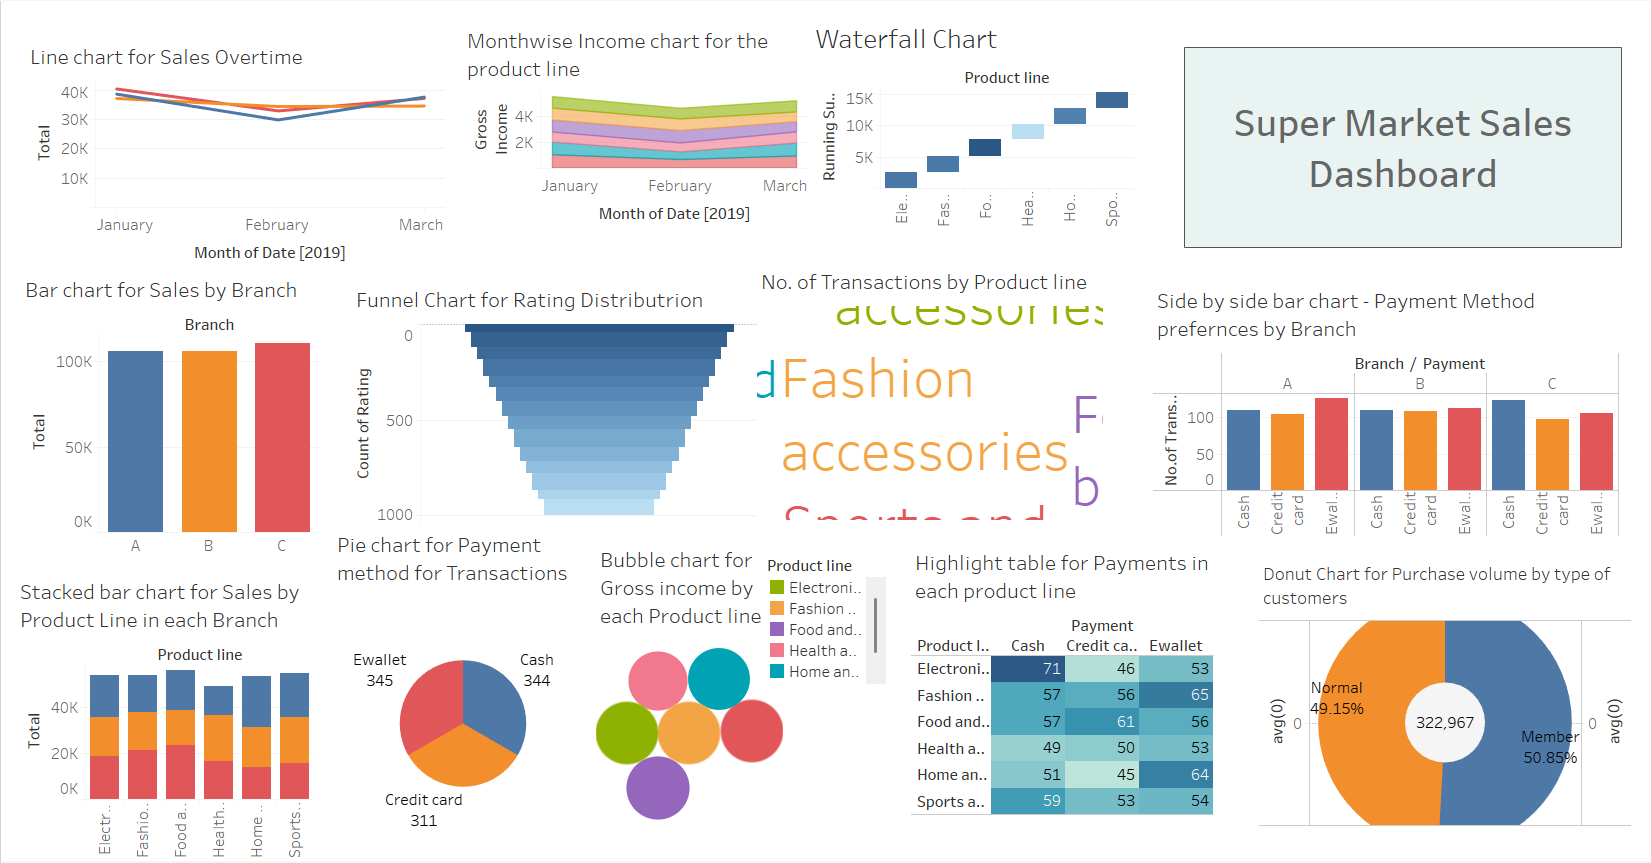 Line chart for Sales Overtime
40K
30K
20K
10K
Total
January
February
March
Month of Date [2019]
Monthwise Income chart for the
product line
Gross
Income
4K
2K
January
February
March
Month of Date [2019]
Waterfall Chart
Product line
Running Su..
15K
10K
5K
Ele..
Fas..
Fo..
Hea..
Ho..
Spo..
Super Market Sales
Dashboard
Bar chart for Sales by Branch
Branch
100K
50K
0K
Total
A
B
C
Funnel Chart for Rating Distributrion
0
500
1000
Count of Rating
No. of Transactions by Product line
accessories
d
Fashion
accessories
F
b
Sports and
Side by side bar chart - Payment Method
prefernces by Branch
Branch / Payment
A
B
C
No.of Trans..
100
50
0
Cash
Credit
card
Ewal..
Cash
Credit
card
Ewal..
Cash
Credit
card
Ewal..
Stacked bar chart for Sales by
Product Line in each Branch
Product line
Total
40K
20K
0K
Electr..
Fashio..
Food a..
Health..
Home ..
Sports..
Pie chart for Payment
method for Transactions
Ewallet
345
Cash
344
Credit card
311
Bubble chart for
Gross income by
each Product line
Product line
Electroni..
Fashion ..
Food and..
Health a..
Home an..
Highlight table for Payments in
each product line
Payment
Product l.. Cash Credit ca.. Ewallet
Electroni.. 71 46 53
Fashion .. 57 56 65
Food and.. 57 61 56
Health a.. 49 50 53
Home an.. 51 45 64
Sports a.. 59 53 54
Donut Chart for Purchase volume by type of
customers
avg(0)
0
Normal
49.15%
322,967
Member
50.85%
0
avg(0)